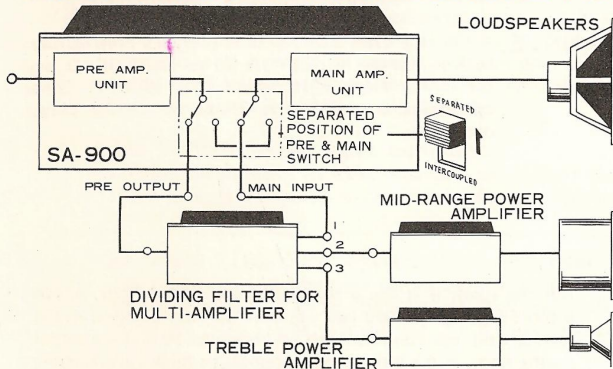 LOUDSPEAKERS
PRE AMP.
UNIT
MAIN AMP.
UNIT
SEPARATED
POSITION OF
PRE & MAIN
SWITCH
SEPARATED
INTERCOUPLED
SA-900
PRE OUTPUT
MAIN INPUT
1
2
3
MID-RANGE POWER
AMPLIFIER
DIVIDING FILTER FOR
MULTI-AMPLIFIER
TREBLE POWER
AMPLIFIER